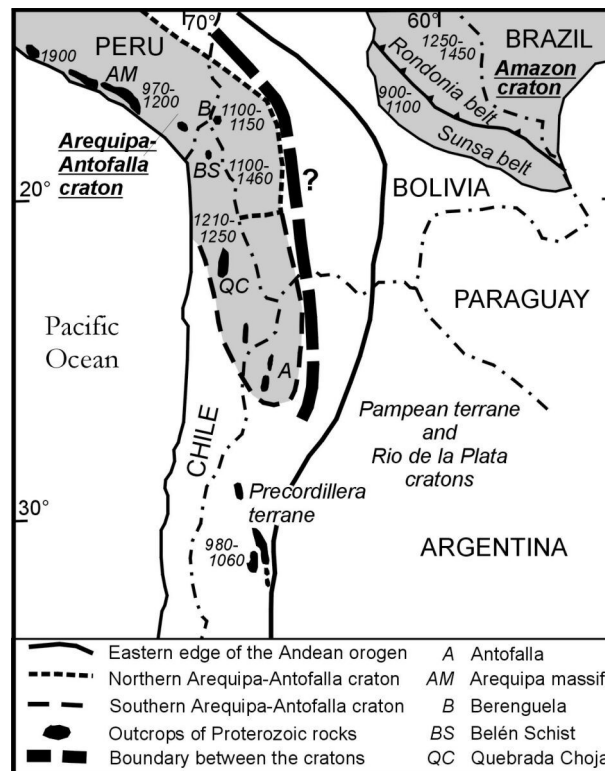 70°
60°
PERU
1250-
1450
BRAZIL
1900
AM
970-
1200
Rondonia belt
Amazon
craton
B
1100-
1150
900-
1100
Arequipa-
Antofalla
craton
BS
1100-
1460
?
Sunsa belt
20°
BOLIVIA
1210-
1250
QC
PARAGUAY
Pacific
Ocean
A
CHILE
Pampean terrane
and
Rio de la Plata
cratons
Precordillera
terrane
30°
980-
1060
ARGENTINA
Eastern edge of the Andean orogen
A Antofalla
Northern Arequipa-Antofalla craton
AM Arequipa massif
Southern Arequipa-Antofalla craton
B Berenguela
Outcrops of Proterozoic rocks
BS Belén Schist
Boundary between the cratons
QC Quebrada Choja